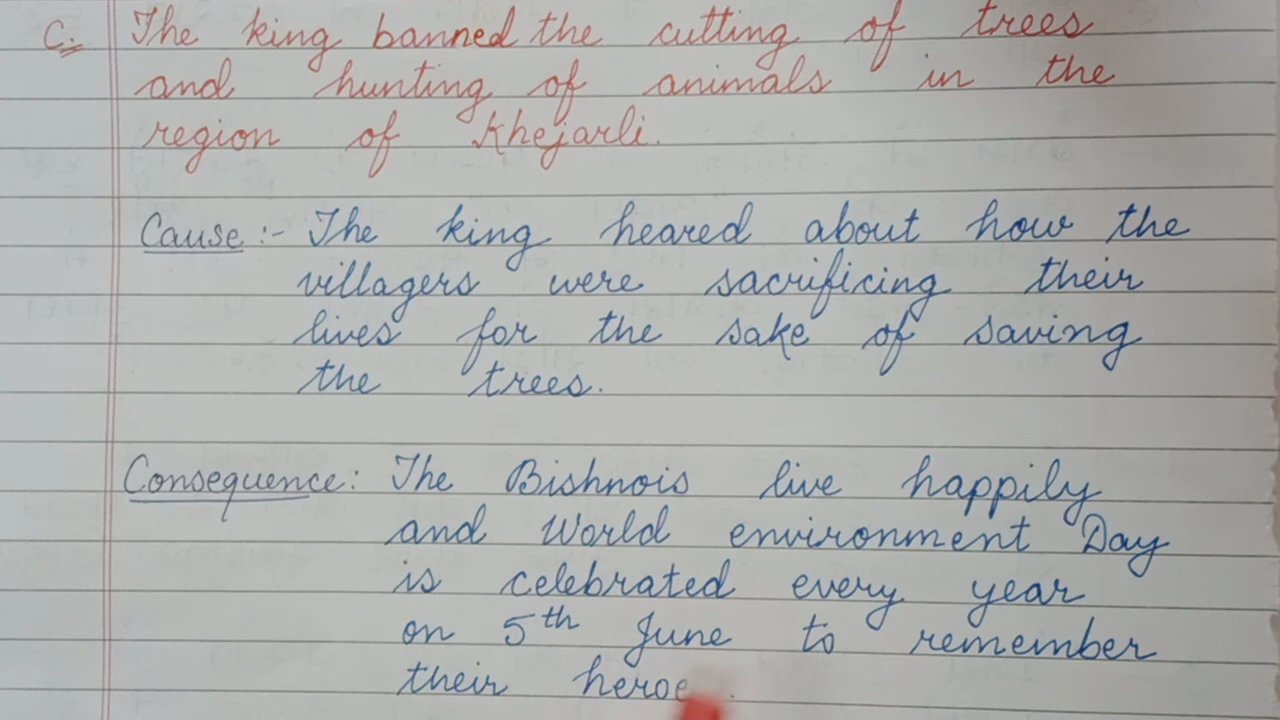 C. The king banned the cutting of trees
and hunting of animals in the
region of Khejarli.
Cause :- The king heared about how the
villagers were sacrificing their
lives for the sake of saving
the trees.
Consequence : The Bishnois live happily
and World environment Day
is celebrated every year
on 5th June to remember
their